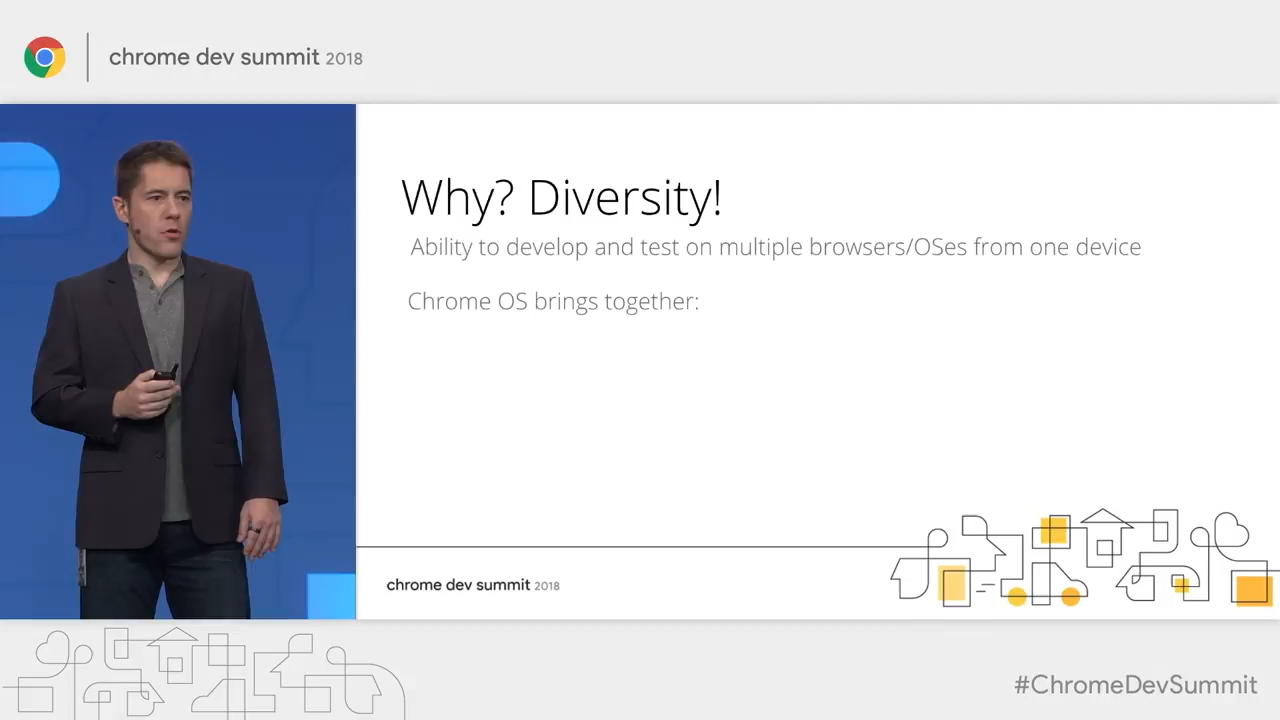 chrome dev summit 2018
Why? Diversity!
Ability to develop and test on multiple browsers/OSes from one device
Chrome OS brings together:
chrome dev summit 2018
#ChromeDevSummit